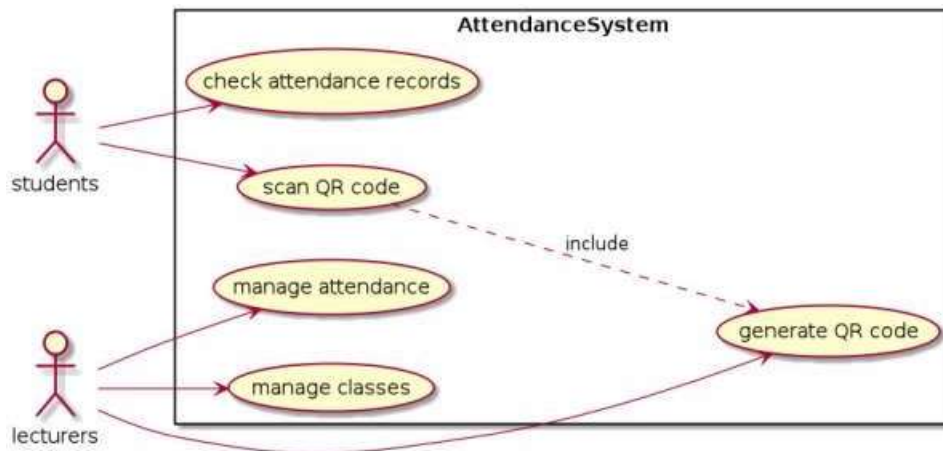 AttendanceSystem
check attendance records
students
scan QR code
include
manage attendance
generate QR code
manage classes
lecturers